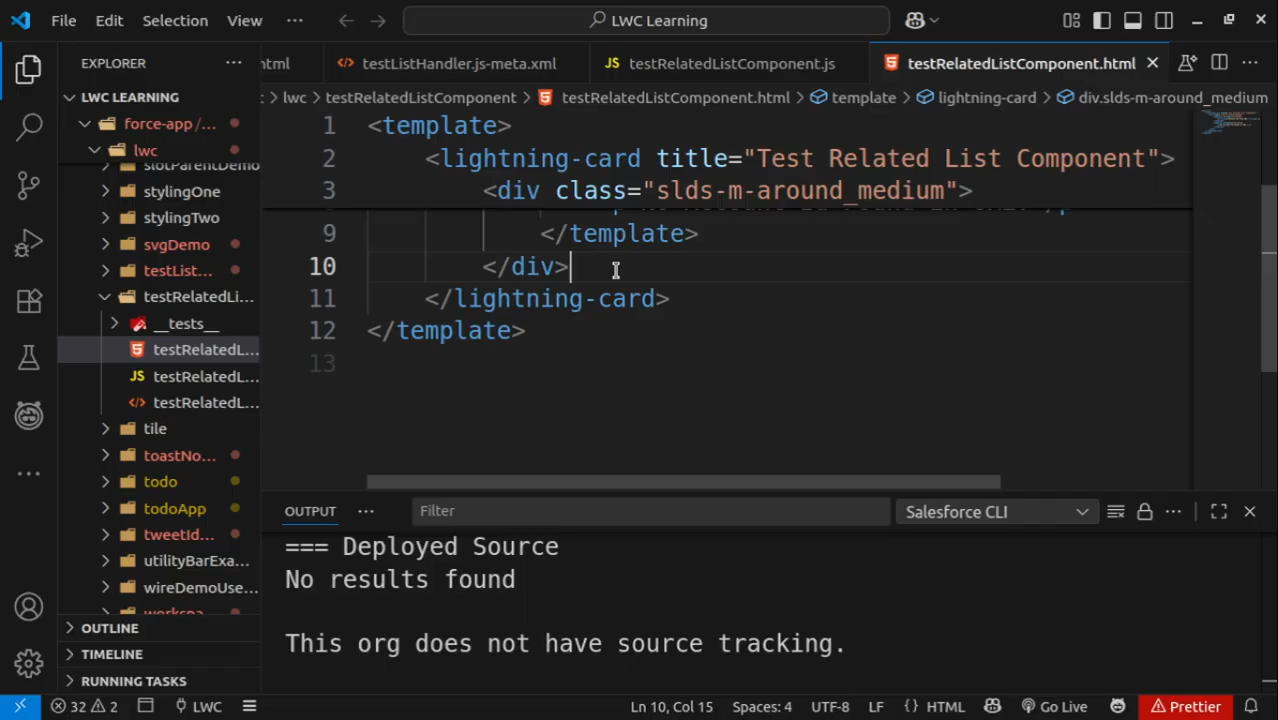 File Edit Selection View ··· LWC Learning
EXPLORER ···
html testListHandler.js-meta.xml JS testRelatedListComponent.js testRelatedListComponent.html
LWC LEARNING
> lwc > testRelatedListComponent > testRelatedListComponent.html > template > lightning-card > div.slds-m-around_medium
force-app /...
lwc
slotParentDemo
stylingOne
stylingTwo
svgDemo
testList...
testRelatedLi...
__tests__
testRelatedL...
JS testRelatedL...
testRelatedL...
tile
toastNo...
todo
todoApp
tweetId...
utilityBarExa...
wireDemoUse...
OUTLINE
TIMELINE
RUNNING TASKS
1 <template>
2 <lightning-card title="Test Related List Component">
3 <div class="slds-m-around_medium">
9 </template>
10 </div>
11 </lightning-card>
12 </template>
13
OUTPUT ··· Filter Salesforce CLI ···
=== Deployed Source
No results found
This org does not have source tracking.
32 2 LWC Ln 10, Col 15 Spaces: 4 UTF-8 LF {} HTML Go Live Prettier